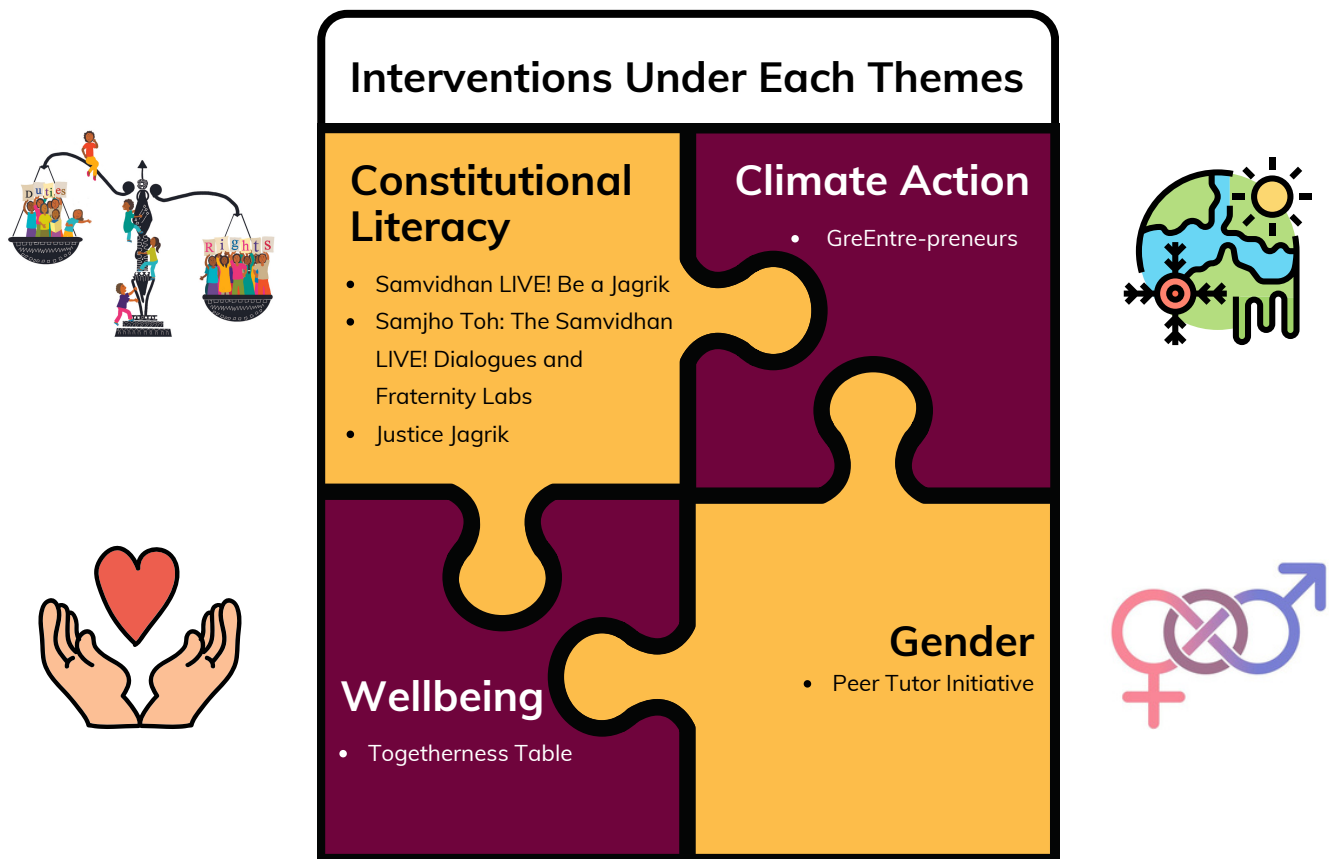 Interventions Under Each Themes
Duties
Rights
Constitutional
Literacy
• Samvidhan LIVE! Be a Jagrik
• Samjho Toh: The Samvidhan
LIVE! Dialogues and
Fraternity Labs
• Justice Jagrik
Climate Action
• GreEntre-preneurs
Wellbeing
• Togetherness Table
Gender
• Peer Tutor Initiative